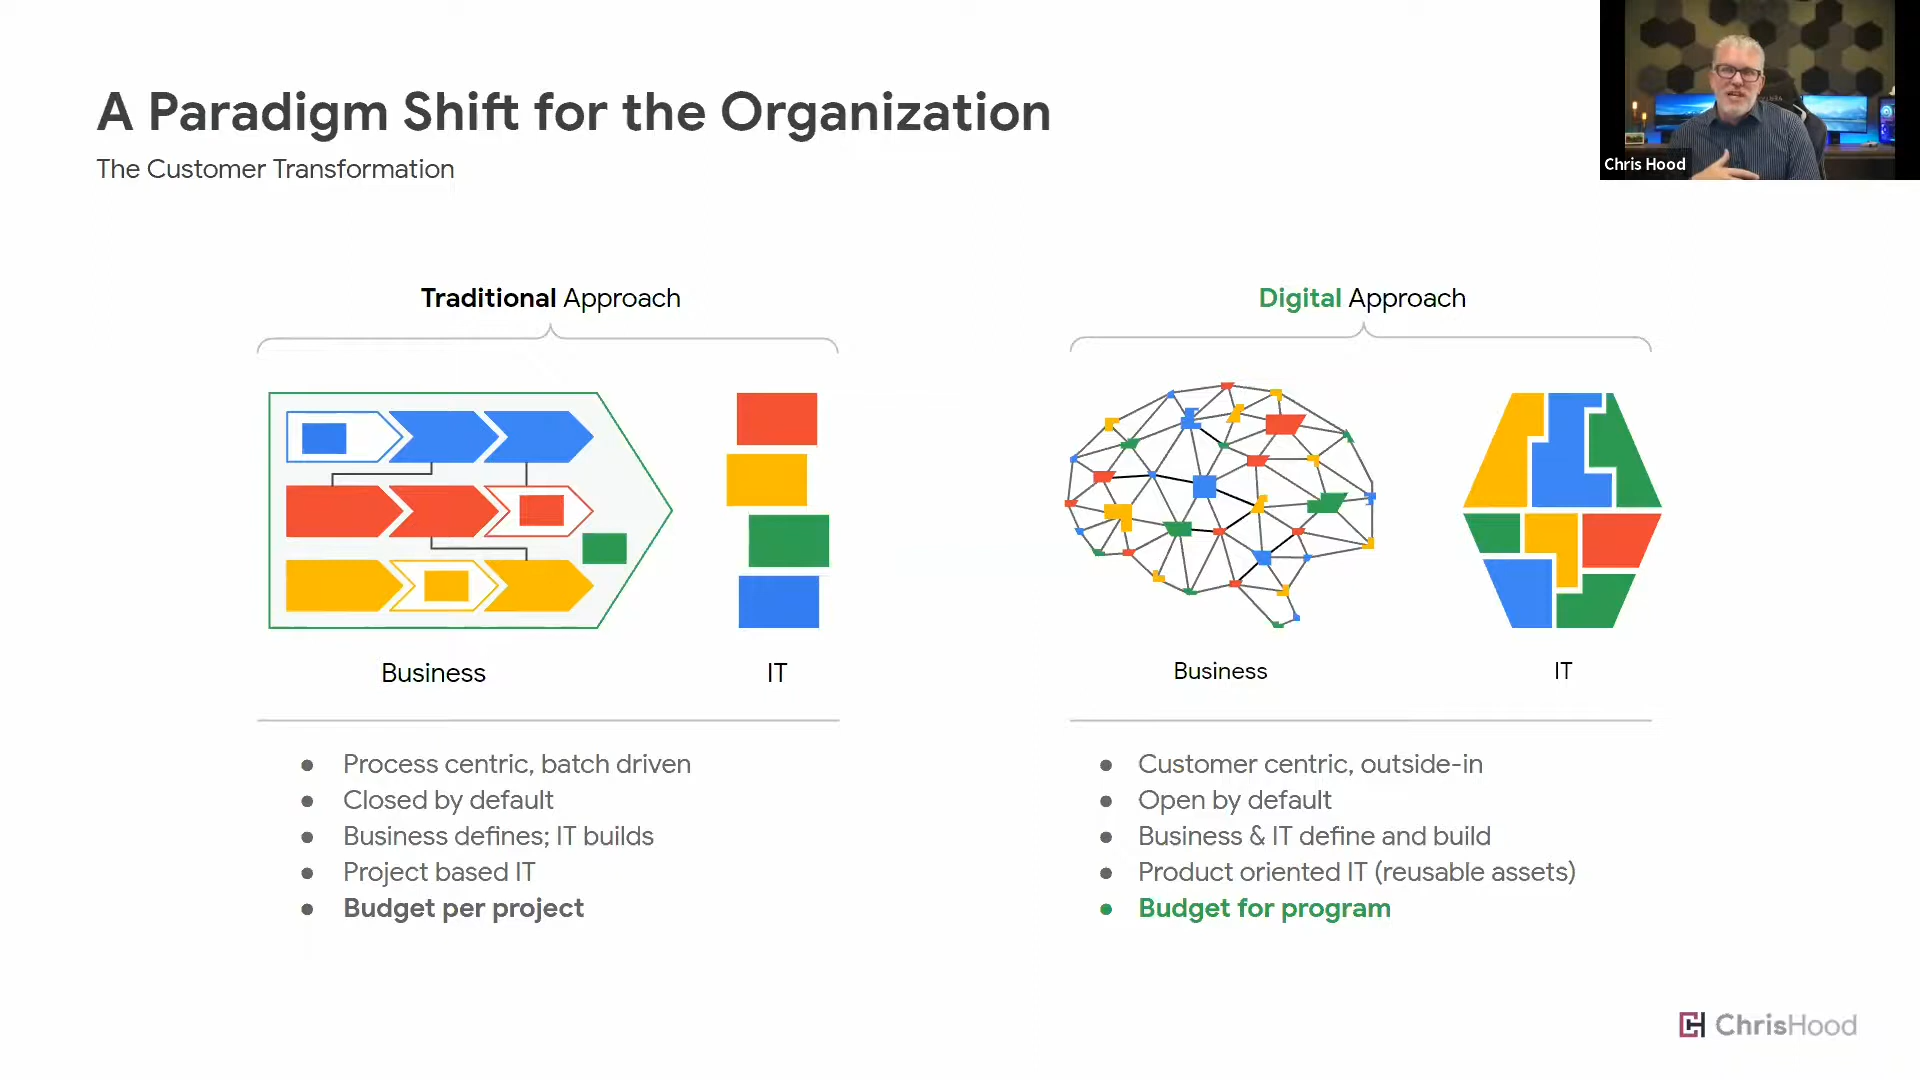 A Paradigm Shift for the Organization
The Customer Transformation
Chris Hood
Traditional Approach
Business
IT
Process centric, batch driven
Closed by default
Business defines; IT builds
Project based IT
Budget per project
Digital Approach
Business
IT
Customer centric, outside-in
Open by default
Business & IT define and build
Product oriented IT (reusable assets)
Budget for program
ChrisHood